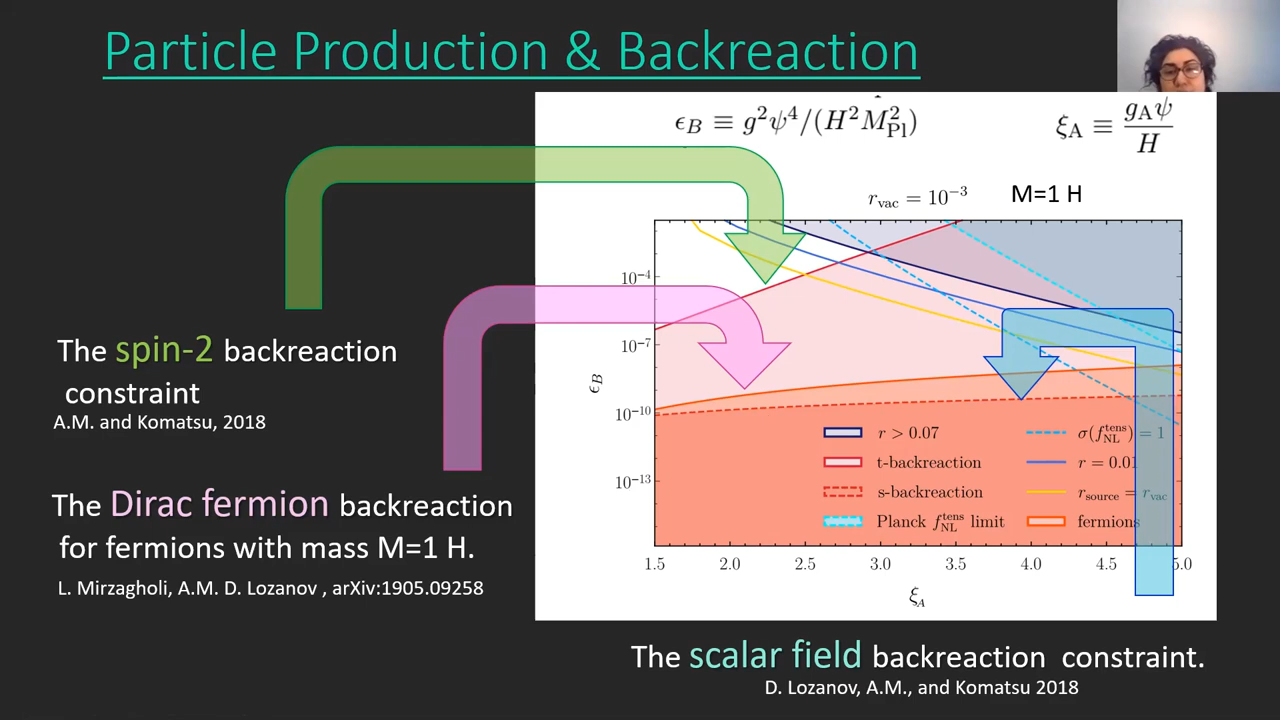 Particle Production & Backreaction
ϵ_B ≡ g²ψ⁴/(H²M²_Pl)
ξ_A ≡ g_Aψ/H
r_vac = 10⁻³
M=1 H
10⁻⁴
10⁻⁷
10⁻¹⁰
10⁻¹³
ϵ_B
r > 0.07
t-backreaction
s-backreaction
Planck f_NL^tens limit
σ(f_NL^tens) = 1
r = 0.01
r_source = r_vac
fermions
1.5 2.0 2.5 3.0 3.5 4.0 4.5 5.0
ξ_A
The spin-2 backreaction
constraint
A.M. and Komatsu, 2018
The Dirac fermion backreaction
for fermions with mass M=1 H.
L. Mirzagholi, A.M. D. Lozanov , arXiv:1905.09258
The scalar field backreaction constraint.
D. Lozanov, A.M., and Komatsu 2018